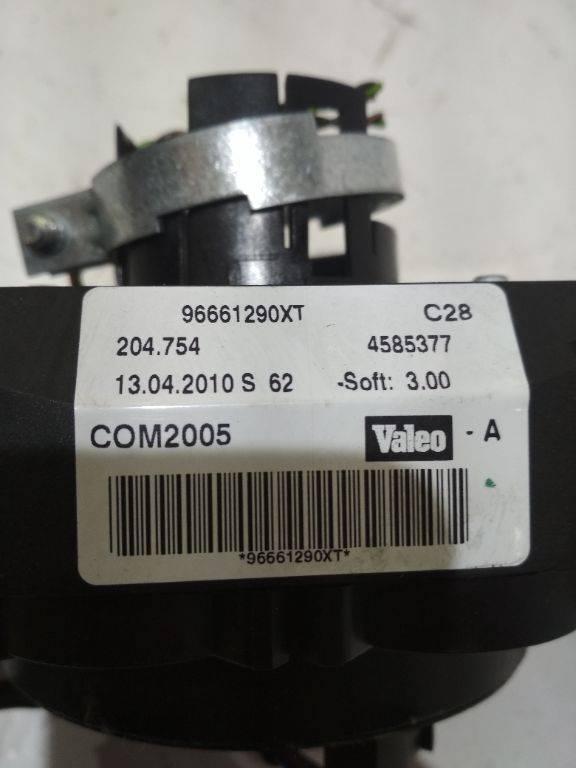 96661290XT C28
204.754 4585377
13.04.2010 S 62 -Soft: 3.00
COM2005 Valeo - A
*96661290XT*